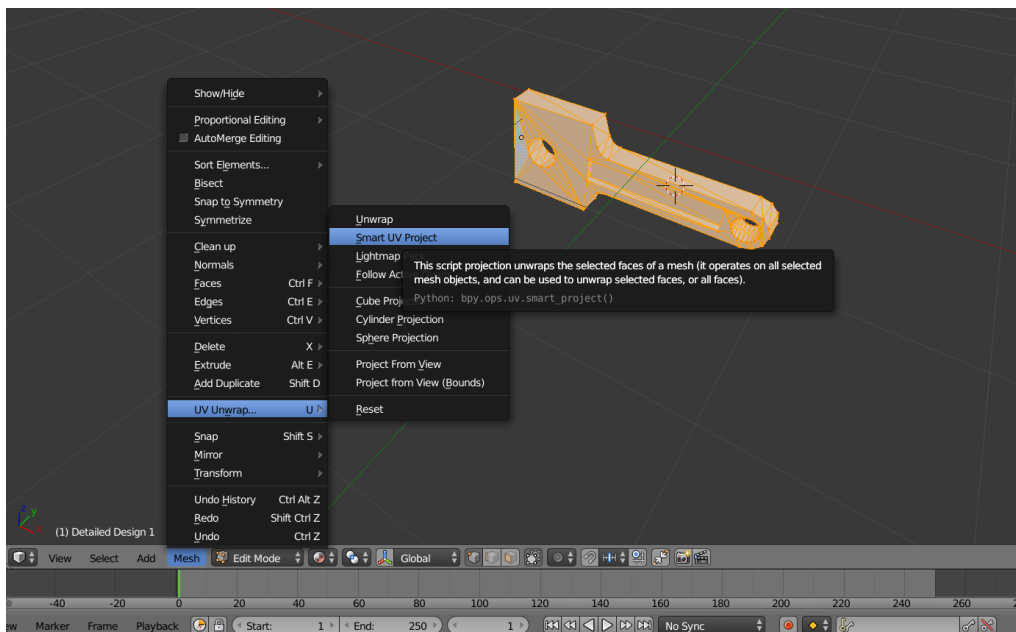 Show/Hide
Proportional Editing
AutoMerge Editing
Sort Elements...
Bisect
Snap to Symmetry
Symmetrize
Clean up
Normals
Faces Ctrl F
Edges Ctrl E
Vertices Ctrl V
Delete X
Extrude Alt E
Add Duplicate Shift D
UV Unwrap... U
Snap Shift S
Mirror
Transform
Undo History Ctrl Alt Z
Redo Shift Ctrl Z
Undo Ctrl Z
Unwrap
Smart UV Project
Lightmap
Follow
Cube
Cylinder Projection
Sphere Projection
Project From View
Project from View (Bounds)
Reset
This script projection unwraps the selected faces of a mesh (it operates on all selected
mesh objects, and can be used to unwrap selected faces, or all faces).
Python: bpy.ops.uv.smart_project()
z y
(1) Detailed Design 1
View Select Add Mesh Edit Mode Global
-40 -20 0 20 40 60 80 100 120 140 160 180 200 220 240 260
Marker Frame Playback Start: 1 End: 250 1 No Sync